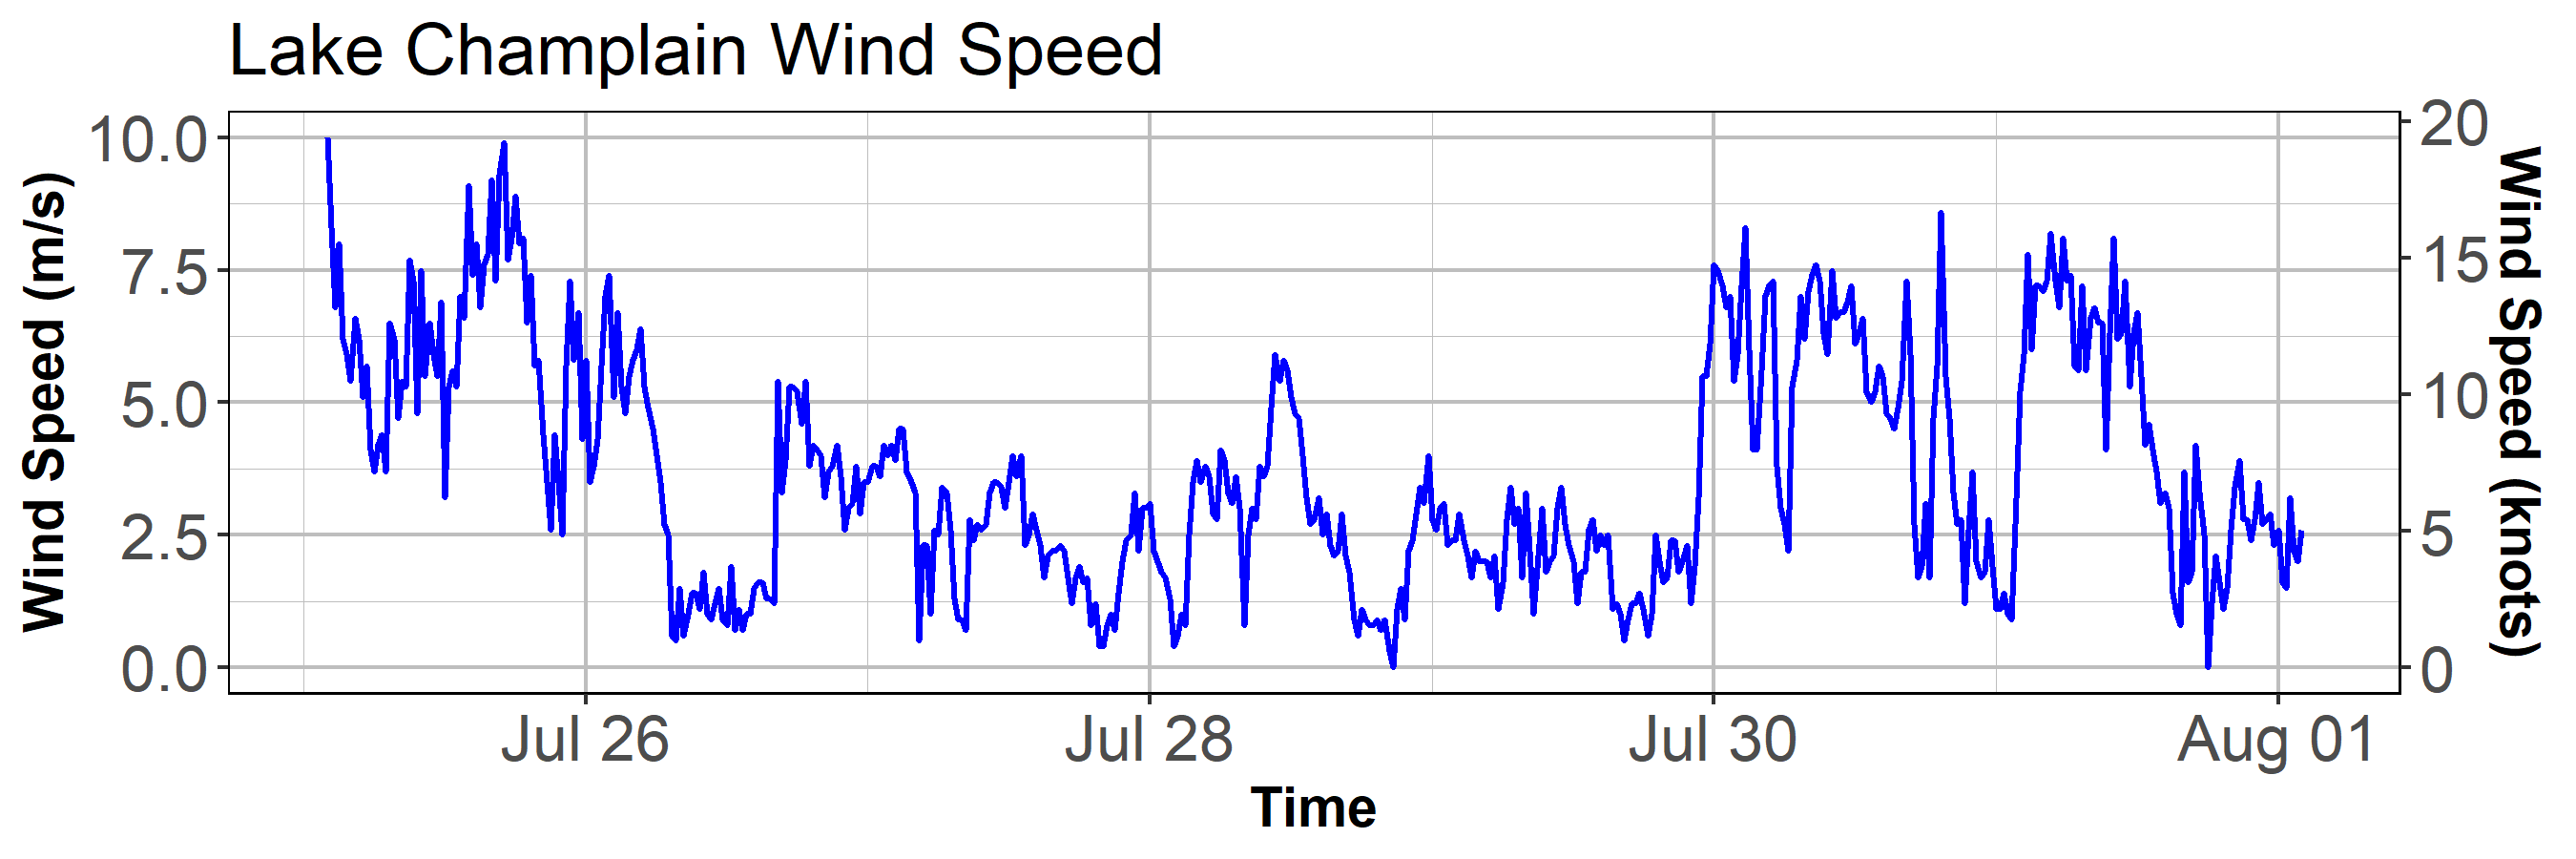 Lake Champlain Wind Speed
Wind Speed (m/s)
10.0
7.5
5.0
2.5
0.0
20
15
10
5
0
Wind Speed (knots)
Jul 26 Jul 28 Jul 30 Aug 01
Time